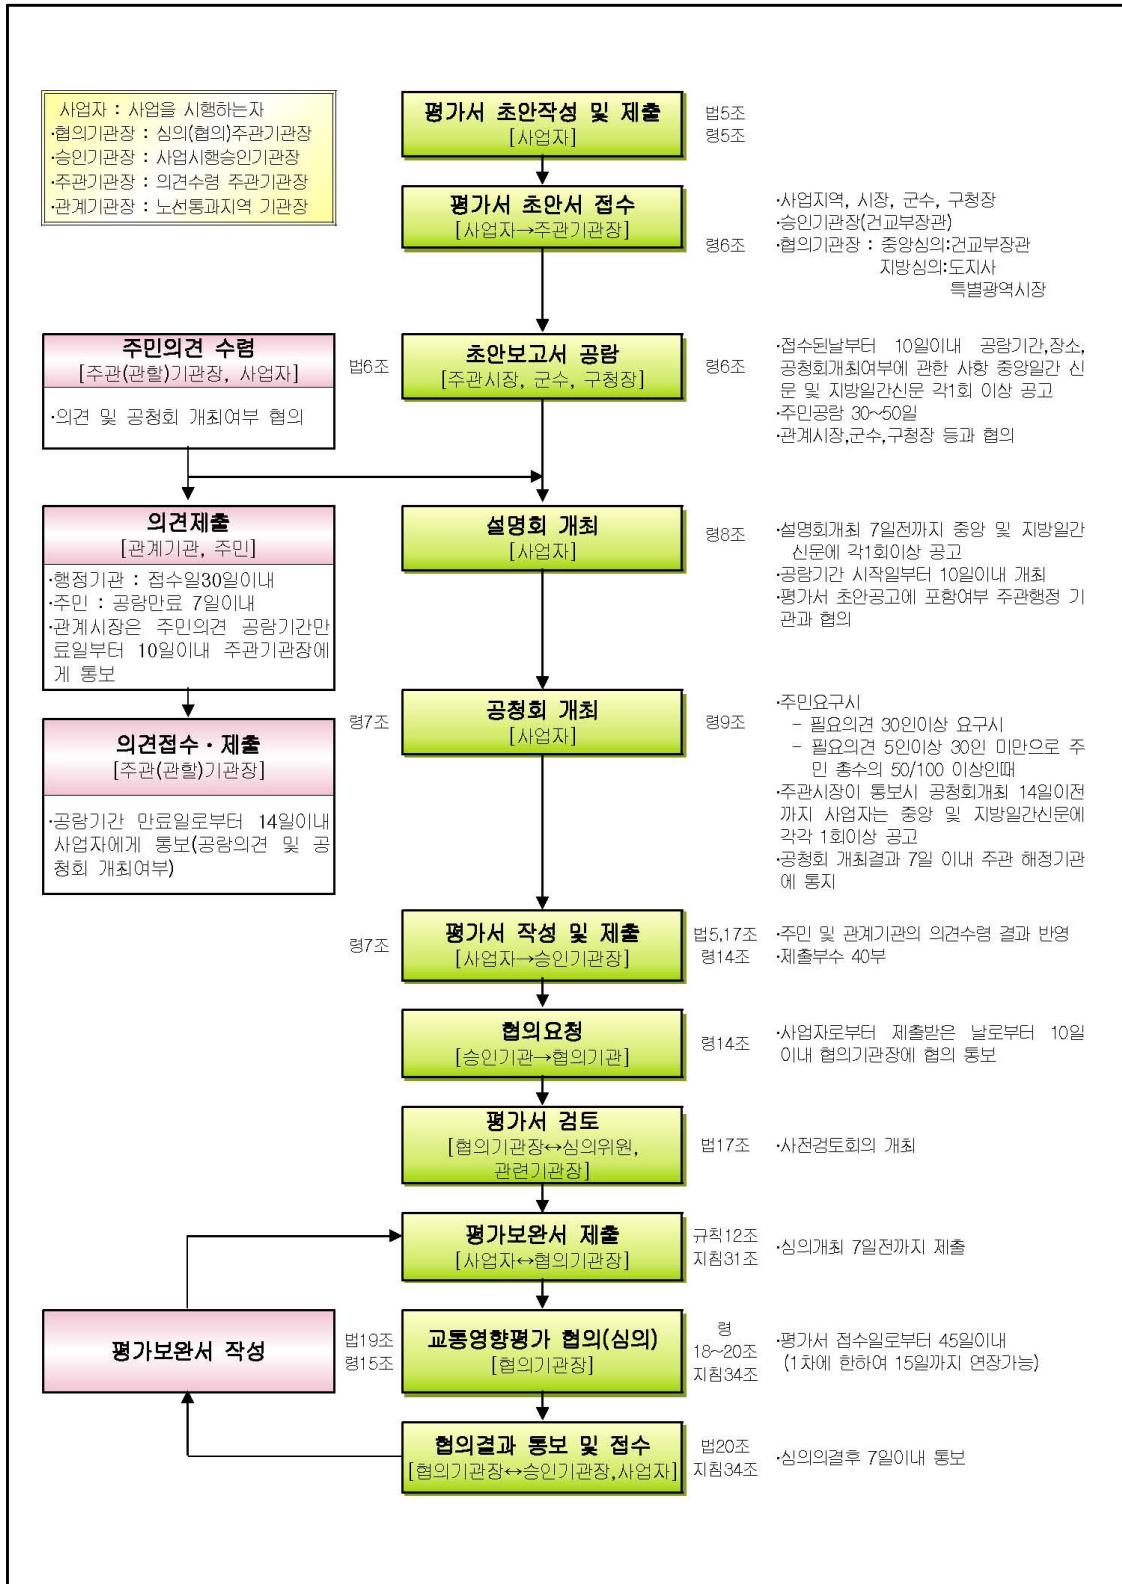 사업자 : 사업을 시행하는자
·협의기관장 : 심의(협의)주관기관장
·승인기관장 : 사업시행승인기관장
·주관기관장 : 의견수렴 주관기관장
·관계기관장 : 노선통과지역 기관장
평가서 초안작성 및 제출
[사업자]
법5조
령5조
평가서 초안서 접수
[사업자→주관기관장]
령6조
·사업지역, 시장, 군수, 구청장
·승인기관장(건교부장관)
·협의기관장 : 중앙심의:건교부장관
지방심의:도지사
특별광역시장
주민의견 수렴
[주관(관할)기관장, 사업자]
·의견 및 공청회 개최여부 협의
법6조
초안보고서 공람
[주관시장, 군수, 구청장]
령6조
·접수된날부터 10일이내 공람기간,장소,
공청회개최여부에 관한 사항 중앙일간 신
문 및 지방일간신문 각1회 이상 공고
·주민공람 30~50일
·관계시장,군수,구청장 등과 협의
의견제출
[관계기관, 주민]
·행정기관 : 접수일30일이내
·주민 : 공람만료 7일이내
·관계시장은 주민의견 공람기간만
료일부터 10일이내 주관기관장에
게 통보
설명회 개최
[사업자]
령8조
·설명회개최 7일전까지 중앙 및 지방일간
신문에 각1회이상 공고
·공람기간 시작일부터 10일이내 개최
·평가서 초안공고에 포함여부 주관행정 기
관과 협의
의견접수·제출
[주관(관할)기관장]
·공람기간 만료일로부터 14일이내
사업자에게 통보(공람의견 및 공
청회 개최여부)
령7조
공청회 개최
[사업자]
령9조
·주민요구시
- 필요의견 30인이상 요구시
- 필요의견 5인이상 30인 미만으로 주
민 총수의 50/100 이상인때
·주관시장이 통보시 공청회개최 14일이전
까지 사업자는 중앙 및 지방일간신문에
각각 1회이상 공고
·공청회 개최결과 7일 이내 주관 해정기관
에 통지
령7조
평가서 작성 및 제출
[사업자→승인기관장]
법5,17조
령14조
·주민 및 관계기관의 의견수령 결과 반영
·제출부수 40부
협의요청
[승인기관→협의기관]
령14조
·사업자로부터 제출받은 날로부터 10일
이내 협의기관장에 협의 통보
평가서 검토
[협의기관장↔심의위원,
관련기관장]
법17조
·사전검토회의 개최
평가보완서 제출
[사업자↔협의기관장]
규칙12조
지침31조
·심의개최 7일전까지 제출
평가보완서 작성
법19조
령15조
교통영향평가 협의(심의)
[협의기관장]
령
18~20조
지침34조
·평가서 접수일로부터 45일이내
(1차에 한하여 15일까지 연장가능)
협의결과 통보 및 접수
[협의기관장↔승인기관장,사업자]
법20조
지침34조
·심의의결후 7일이내 통보